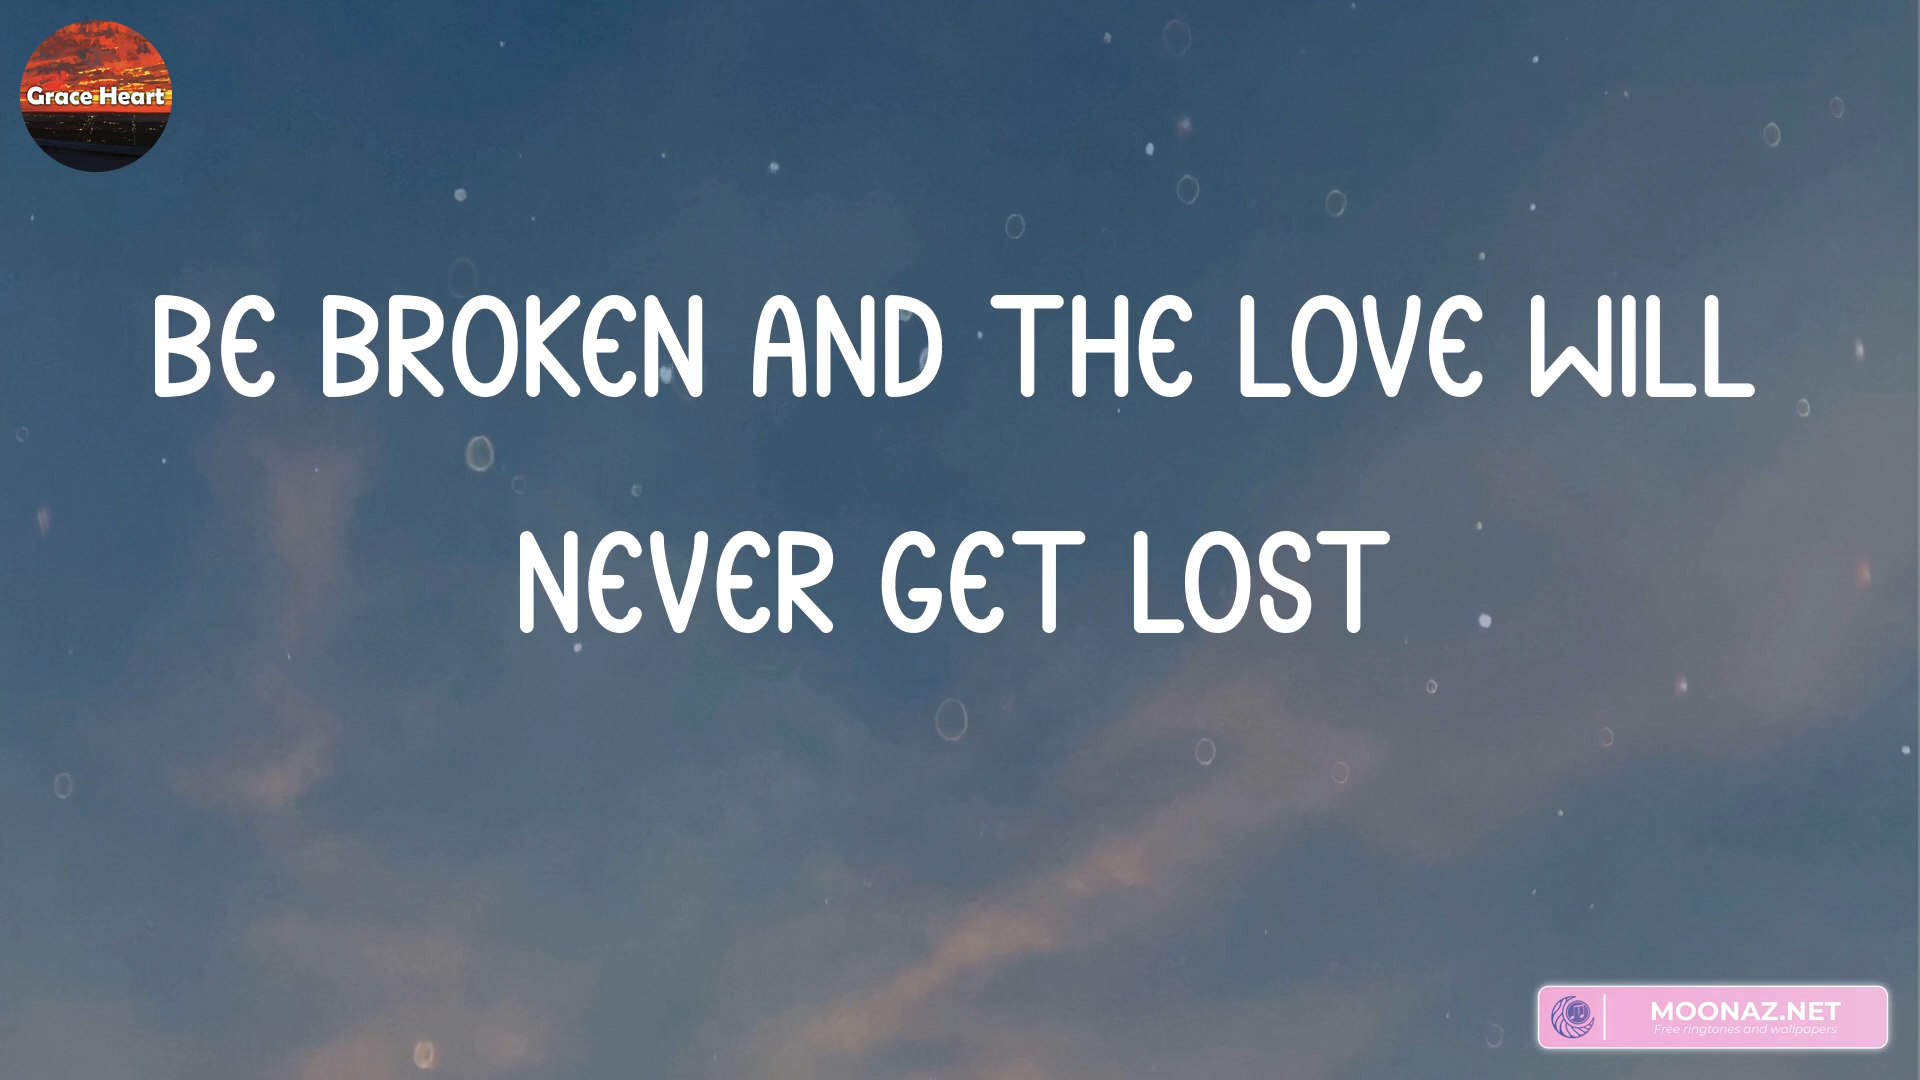 Grace Heart
BE BROKEN AND THE LOVE WILL
NEVER GET LOST
MOONAZ.NET
Free ringtones and wallpapers